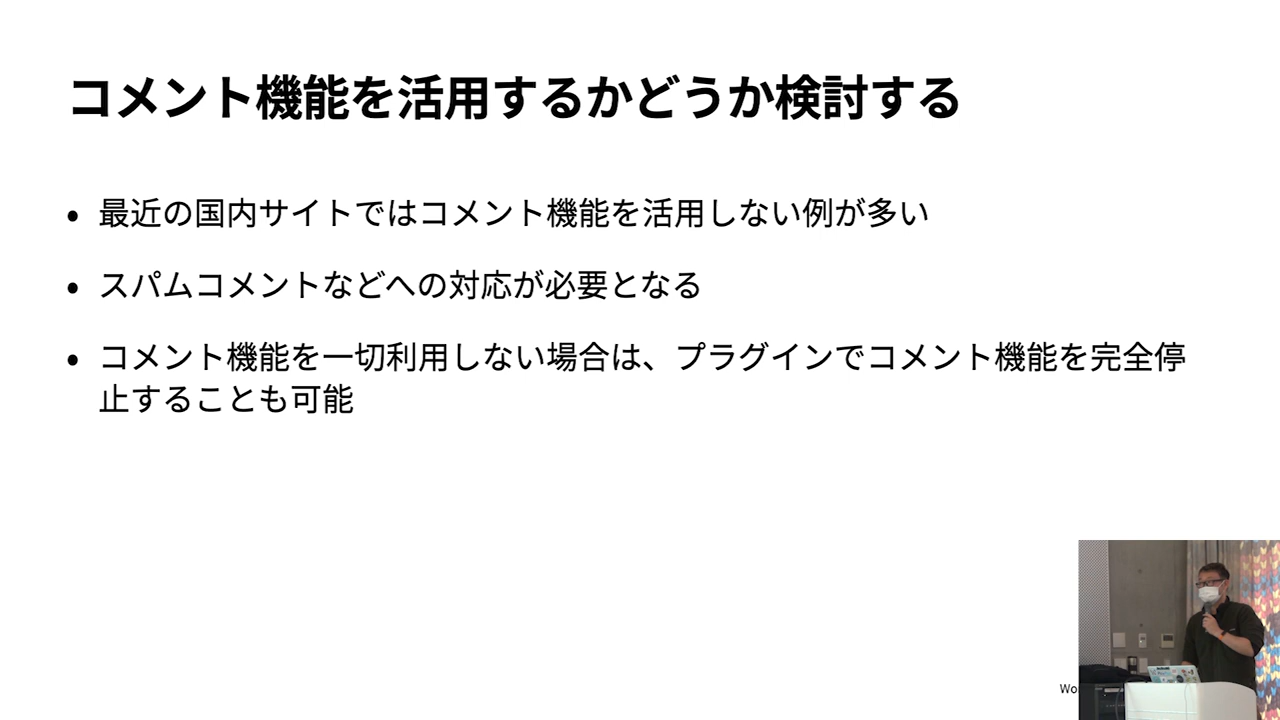 コメント機能を活用するかどうか検討する
• 最近の国内サイトではコメント機能を活用しない例が多い
• スパムコメントなどへの対応が必要となる
• コメント機能を一切利用しない場合は、プラグインでコメント機能を完全停
止することも可能